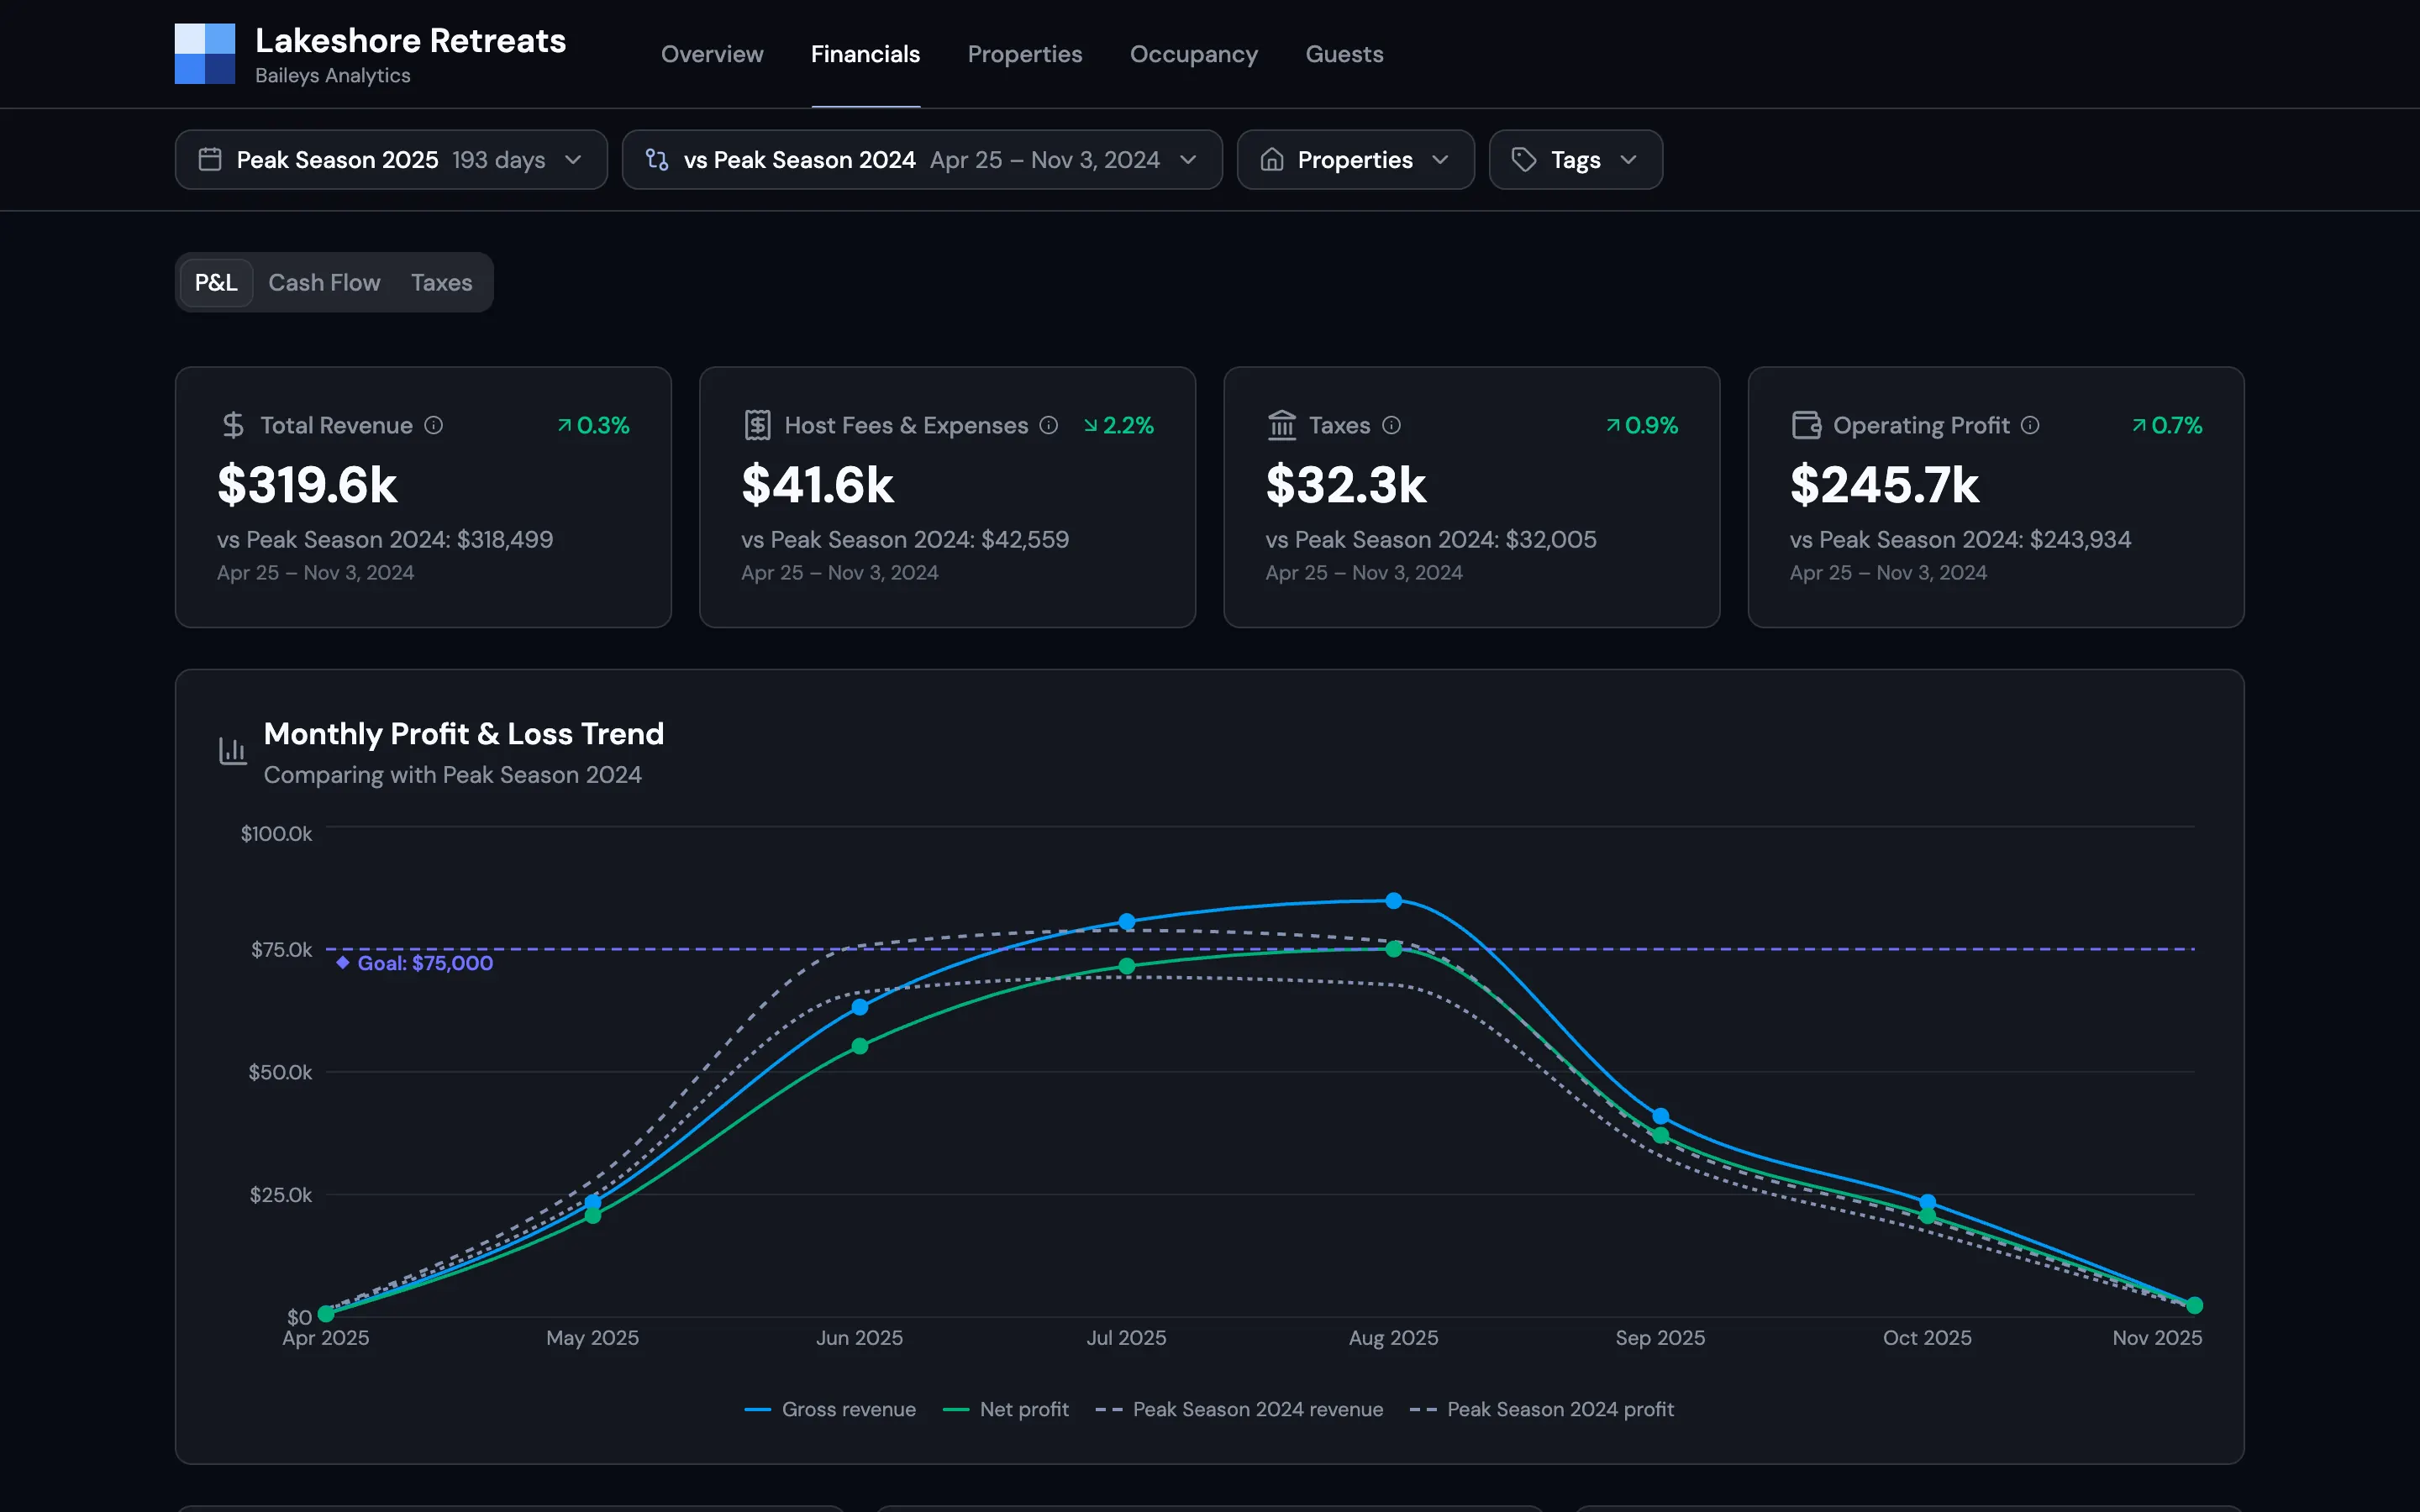 Lakeshore Retreats
Baileys Analytics
Overview
Financials
Properties
Occupancy
Guests
Peak Season 2025 193 days
vs Peak Season 2024 Apr 25 – Nov 3, 2024
Properties
Tags
P&L
Cash Flow
Taxes
Total Revenue
0.3%
$319.6k
vs Peak Season 2024: $318,499
Apr 25 – Nov 3, 2024
Host Fees & Expenses
2.2%
$41.6k
vs Peak Season 2024: $42,559
Apr 25 – Nov 3, 2024
Taxes
0.9%
$32.3k
vs Peak Season 2024: $32,005
Apr 25 – Nov 3, 2024
Operating Profit
0.7%
$245.7k
vs Peak Season 2024: $243,934
Apr 25 – Nov 3, 2024
Monthly Profit & Loss Trend
Comparing with Peak Season 2024
$100.0k
$75.0k
Goal: $75,000
$50.0k
$25.0k
$0
Apr 2025
May 2025
Jun 2025
Jul 2025
Aug 2025
Sep 2025
Oct 2025
Nov 2025
Gross revenue
Net profit
Peak Season 2024 revenue
Peak Season 2024 profit